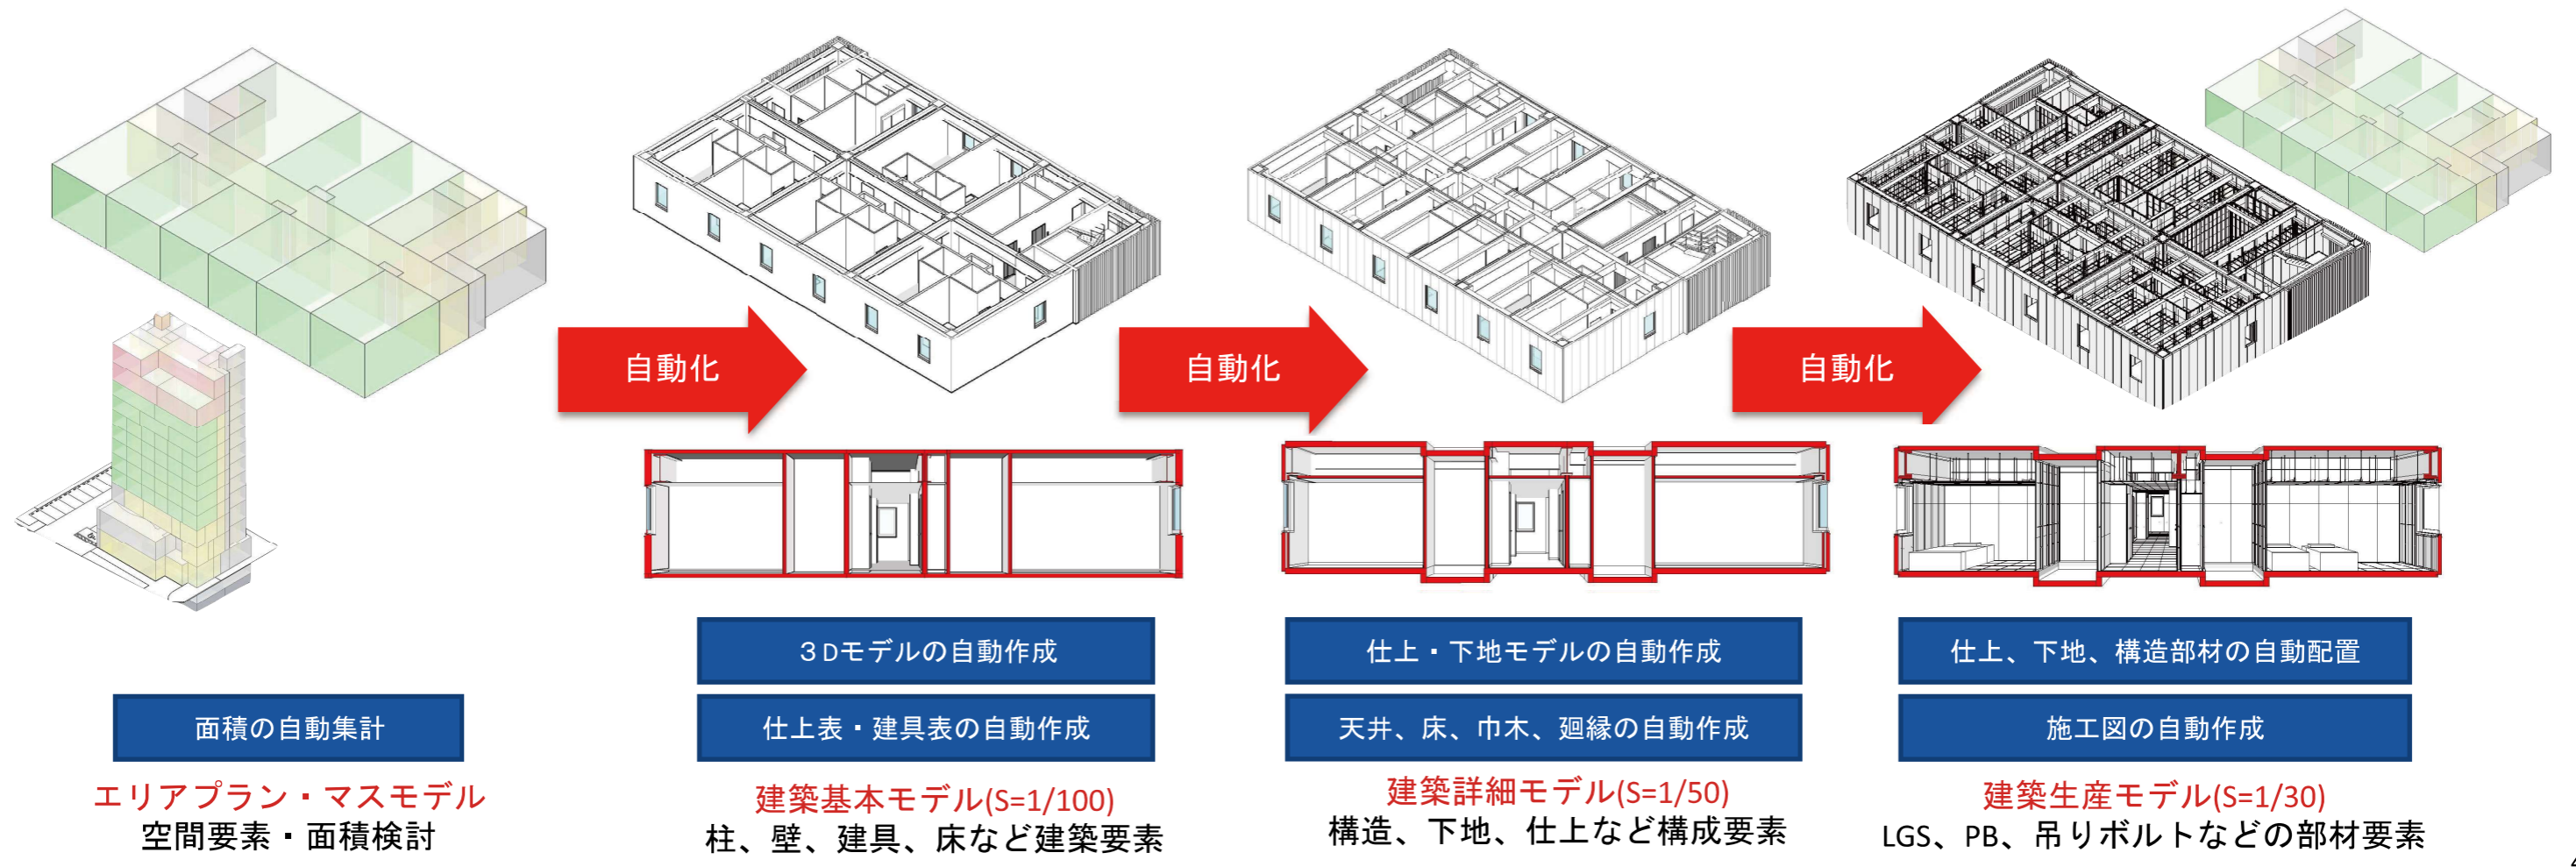 自動化
自動化
自動化
面積の自動集計
エリアプラン・マスモデル
空間要素・面積検討
３Dモデルの自動作成
仕上表・建具表の自動作成
建築基本モデル(S=1/100)
柱、壁、建具、床など建築要素
仕上・下地モデルの自動作成
天井、床、巾木、廻縁の自動作成
建築詳細モデル(S=1/50)
構造、下地、仕上など構成要素
仕上、下地、構造部材の自動配置
施工図の自動作成
建築生産モデル(S=1/30)
LGS、PB、吊りボルトなどの部材要素